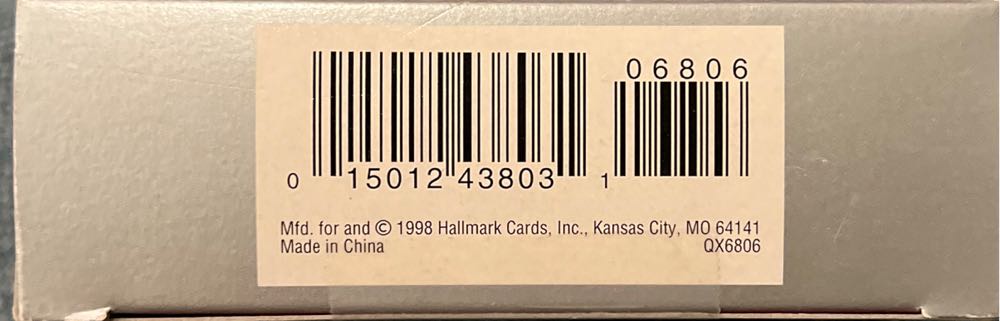 06806
0 15012 43803 1
Mfd. for and © 1998 Hallmark Cards, Inc., Kansas City, MO 64141
Made in China QX6806